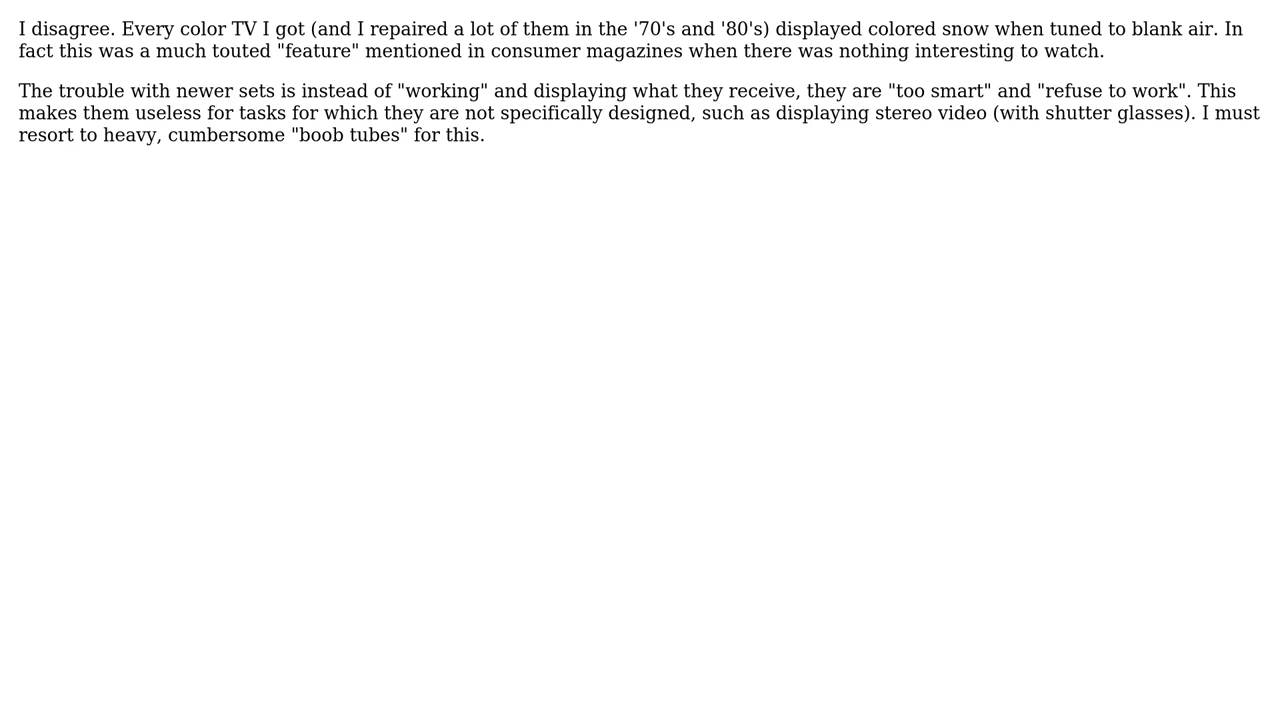 I disagree. Every color TV I got (and I repaired a lot of them in the '70's and '80's) displayed colored snow when tuned to blank air. In
fact this was a much touted "feature" mentioned in consumer magazines when there was nothing interesting to watch.
The trouble with newer sets is instead of "working" and displaying what they receive, they are "too smart" and "refuse to work". This
makes them useless for tasks for which they are not specifically designed, such as displaying stereo video (with shutter glasses). I must
resort to heavy, cumbersome "boob tubes" for this.